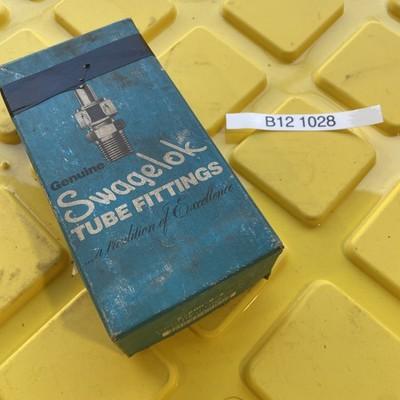 Genuine
Swagelok
TUBE FITTINGS
...a tradition of Excellence
B12 1028